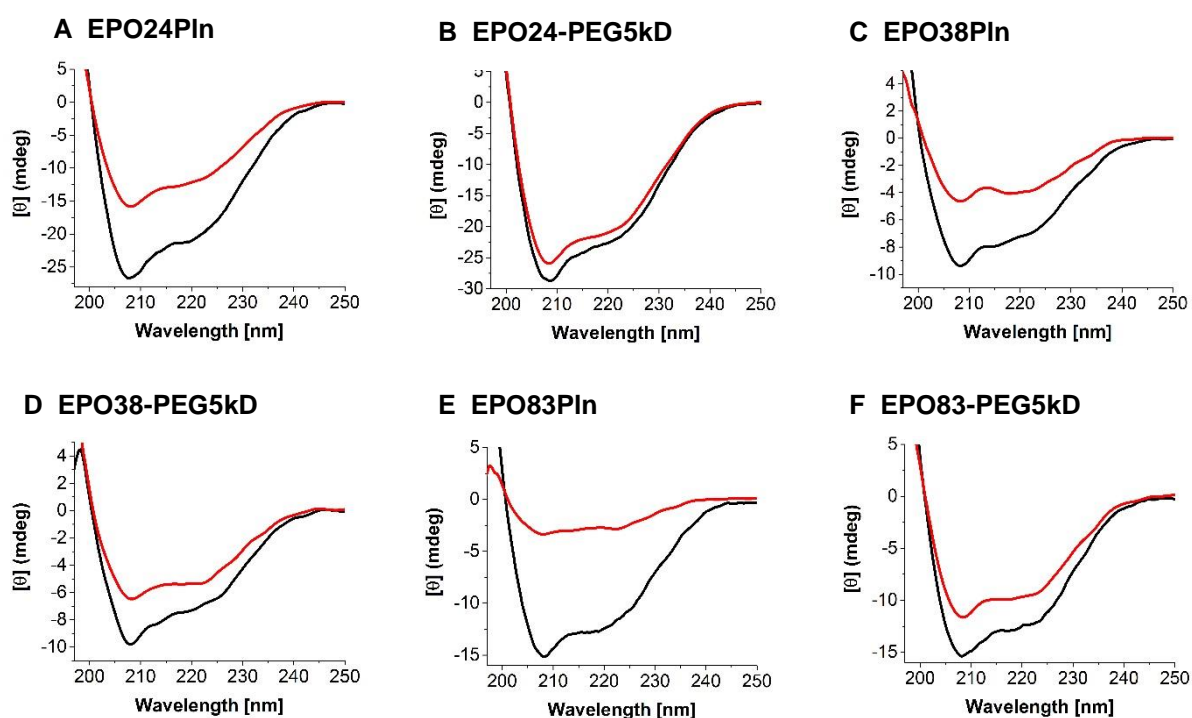 A EPO24Pln
B EPO24-PEG5kD
C EPO38Pln
5
0
-5
-10
-15
-20
-25
[θ] (mdeg)
200 210 220 230 240 250
Wavelength [nm]
5
0
-5
-10
-15
-20
-25
-30
[θ] (mdeg)
200 210 220 230 240 250
Wavelength [nm]
4
2
0
-2
-4
-6
-8
-10
[θ] (mdeg)
200 210 220 230 240 250
Wavelength [nm]
D EPO38-PEG5kD
E EPO83Pln
F EPO83-PEG5kD
4
2
0
-2
-4
-6
-8
-10
[θ] (mdeg)
200 210 220 230 240 250
Wavelength [nm]
5
0
-5
-10
-15
[θ] (mdeg)
200 210 220 230 240 250
Wavelength [nm]
5
0
-5
-10
-15
[θ] (mdeg)
200 210 220 230 240 250
Wavelength [nm]